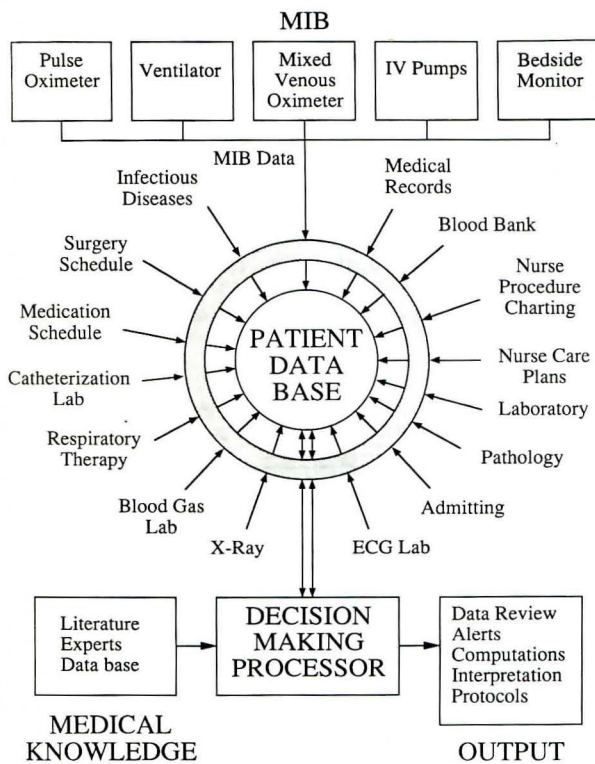 MIB
Pulse
Oximeter
Ventilator
Mixed
Venous
Oximeter
IV Pumps
Bedside
Monitor
MIB Data
Infectious
Diseases
Medical
Records
Surgery
Schedule
Blood Bank
Medication
Schedule
Nurse
Procedure
Charting
Catheterization
Lab
Nurse Care
Plans
Respiratory
Therapy
Laboratory
Blood Gas
Lab
Pathology
X-Ray
ECG Lab
Admitting
PATIENT
DATA
BASE
Literature
Experts
Data base
DECISION
MAKING
PROCESSOR
Data Review
Alerts
Computations
Interpretation
Protocols
MEDICAL
KNOWLEDGE
OUTPUT